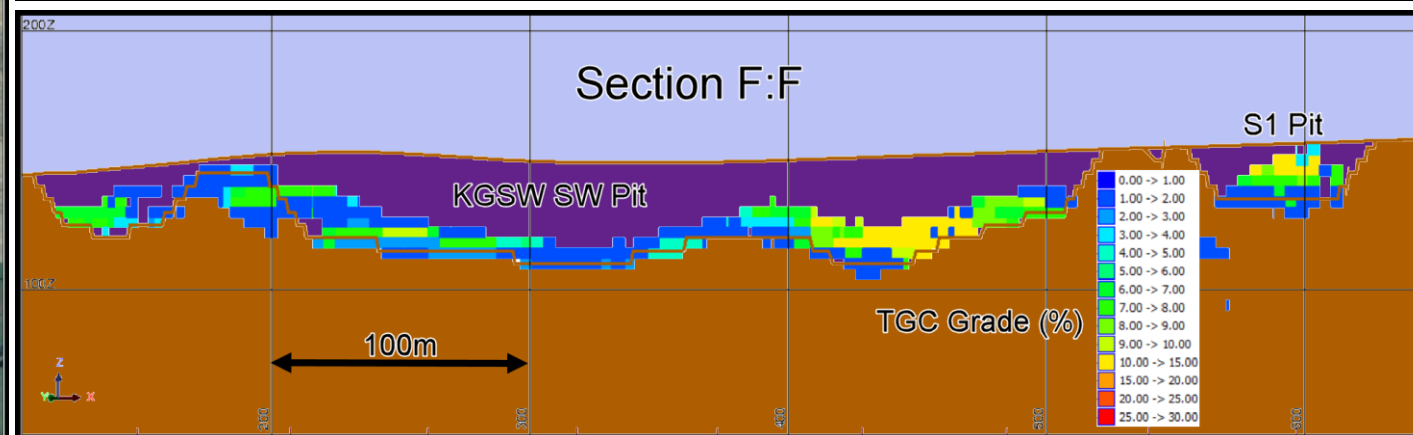 200Z
Section F:F
S1 Pit
KGSW SW Pit
0.00 -> 1.00
1.00 -> 2.00
2.00 -> 3.00
3.00 -> 4.00
4.00 -> 5.00
5.00 -> 6.00
6.00 -> 7.00
7.00 -> 8.00
8.00 -> 9.00
9.00 -> 10.00
10.00 -> 15.00
15.00 -> 20.00
20.00 -> 25.00
25.00 -> 30.00
100Z
TGC Grade (%)
100m
Z
Y
X